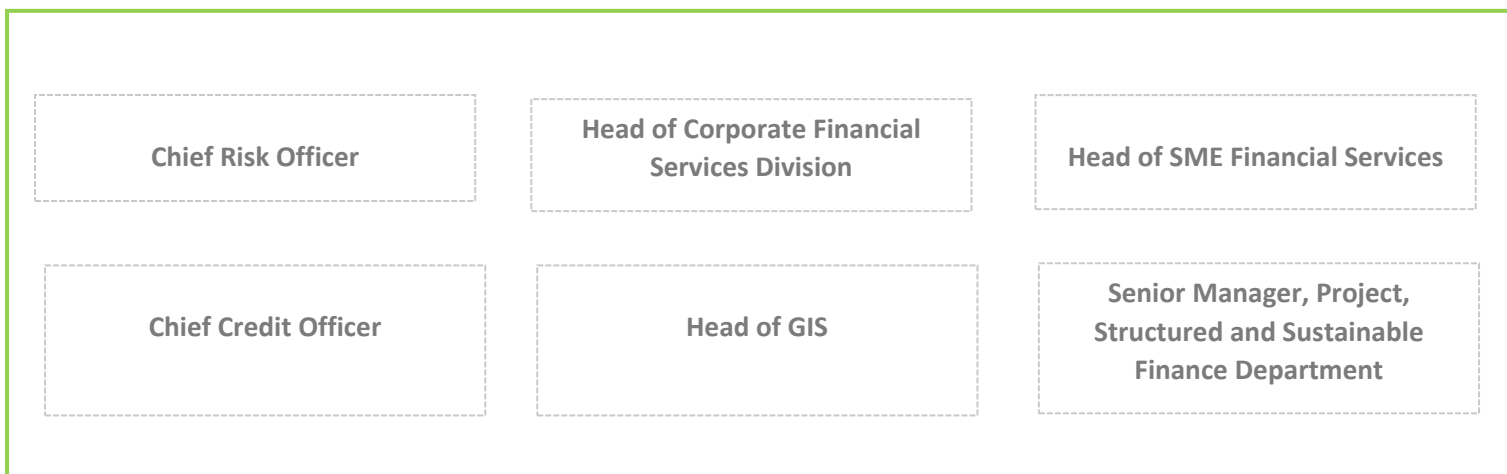 Chief Risk Officer
Head of Corporate Financial
Services Division
Head of SME Financial Services
Chief Credit Officer
Head of GIS
Senior Manager, Project,
Structured and Sustainable
Finance Department